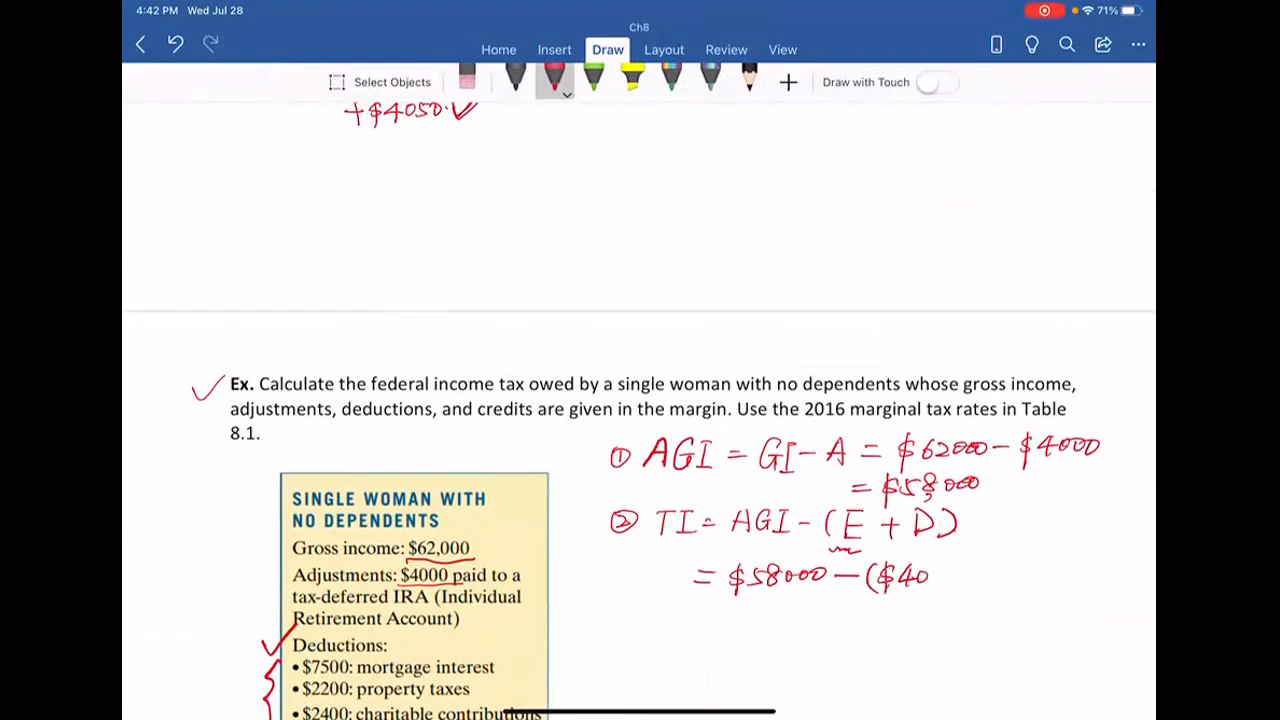 4:42 PM Wed Jul 28
71%
Ch8
Home Insert Draw Layout Review View
Select Objects
Draw with Touch
+$4050.
Ex. Calculate the federal income tax owed by a single woman with no dependents whose gross income,
adjustments, deductions, and credits are given in the margin. Use the 2016 marginal tax rates in Table
8.1.
① AGI = GI - A = $62000 - $4000
= $58,000
② TI = AGI - (E + D)
= $58000 - ($40
SINGLE WOMAN WITH
NO DEPENDENTS
Gross income: $62,000
Adjustments: $4000 paid to a
tax-deferred IRA (Individual
Retirement Account)
Deductions:
• $7500: mortgage interest
• $2200: property taxes
• $2400: charitable contributions